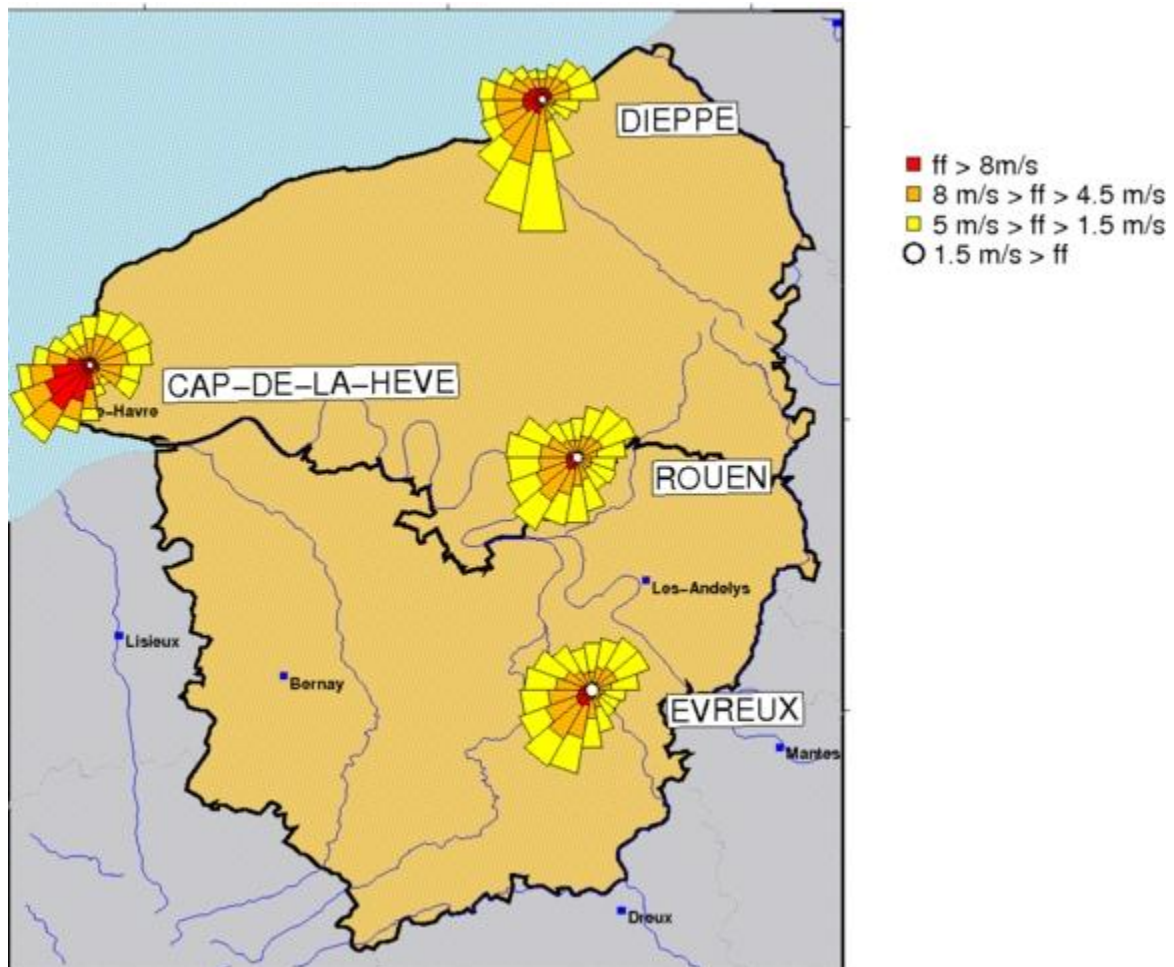 DIEPPE
ff > 8m/s
8 m/s > ff > 4.5 m/s
5 m/s > ff > 1.5 m/s
1.5 m/s > ff
CAP-DE-LA-HEVE
e-Havre
ROUEN
Les-Andelys
Lisieux
Bernay
EVREUX
Mantes
Dreux